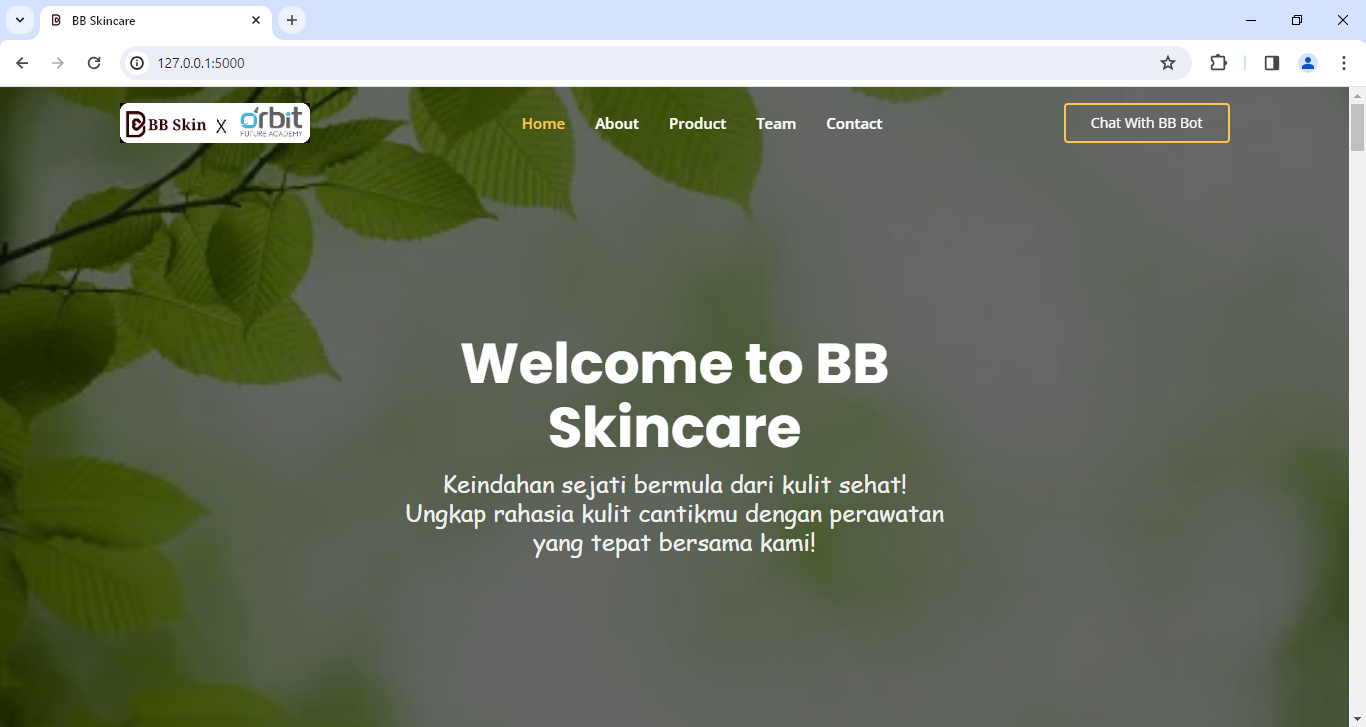 BB Skincare
127.0.0.1:5000
BB Skin X orbit
FUTURE ACADEMY
Home About Product Team Contact
Chat With BB Bot
Welcome to BB
Skincare
Keindahan sejati bermula dari kulit sehat!
Ungkap rahasia kulit cantikmu dengan perawatan
yang tepat bersama kami!